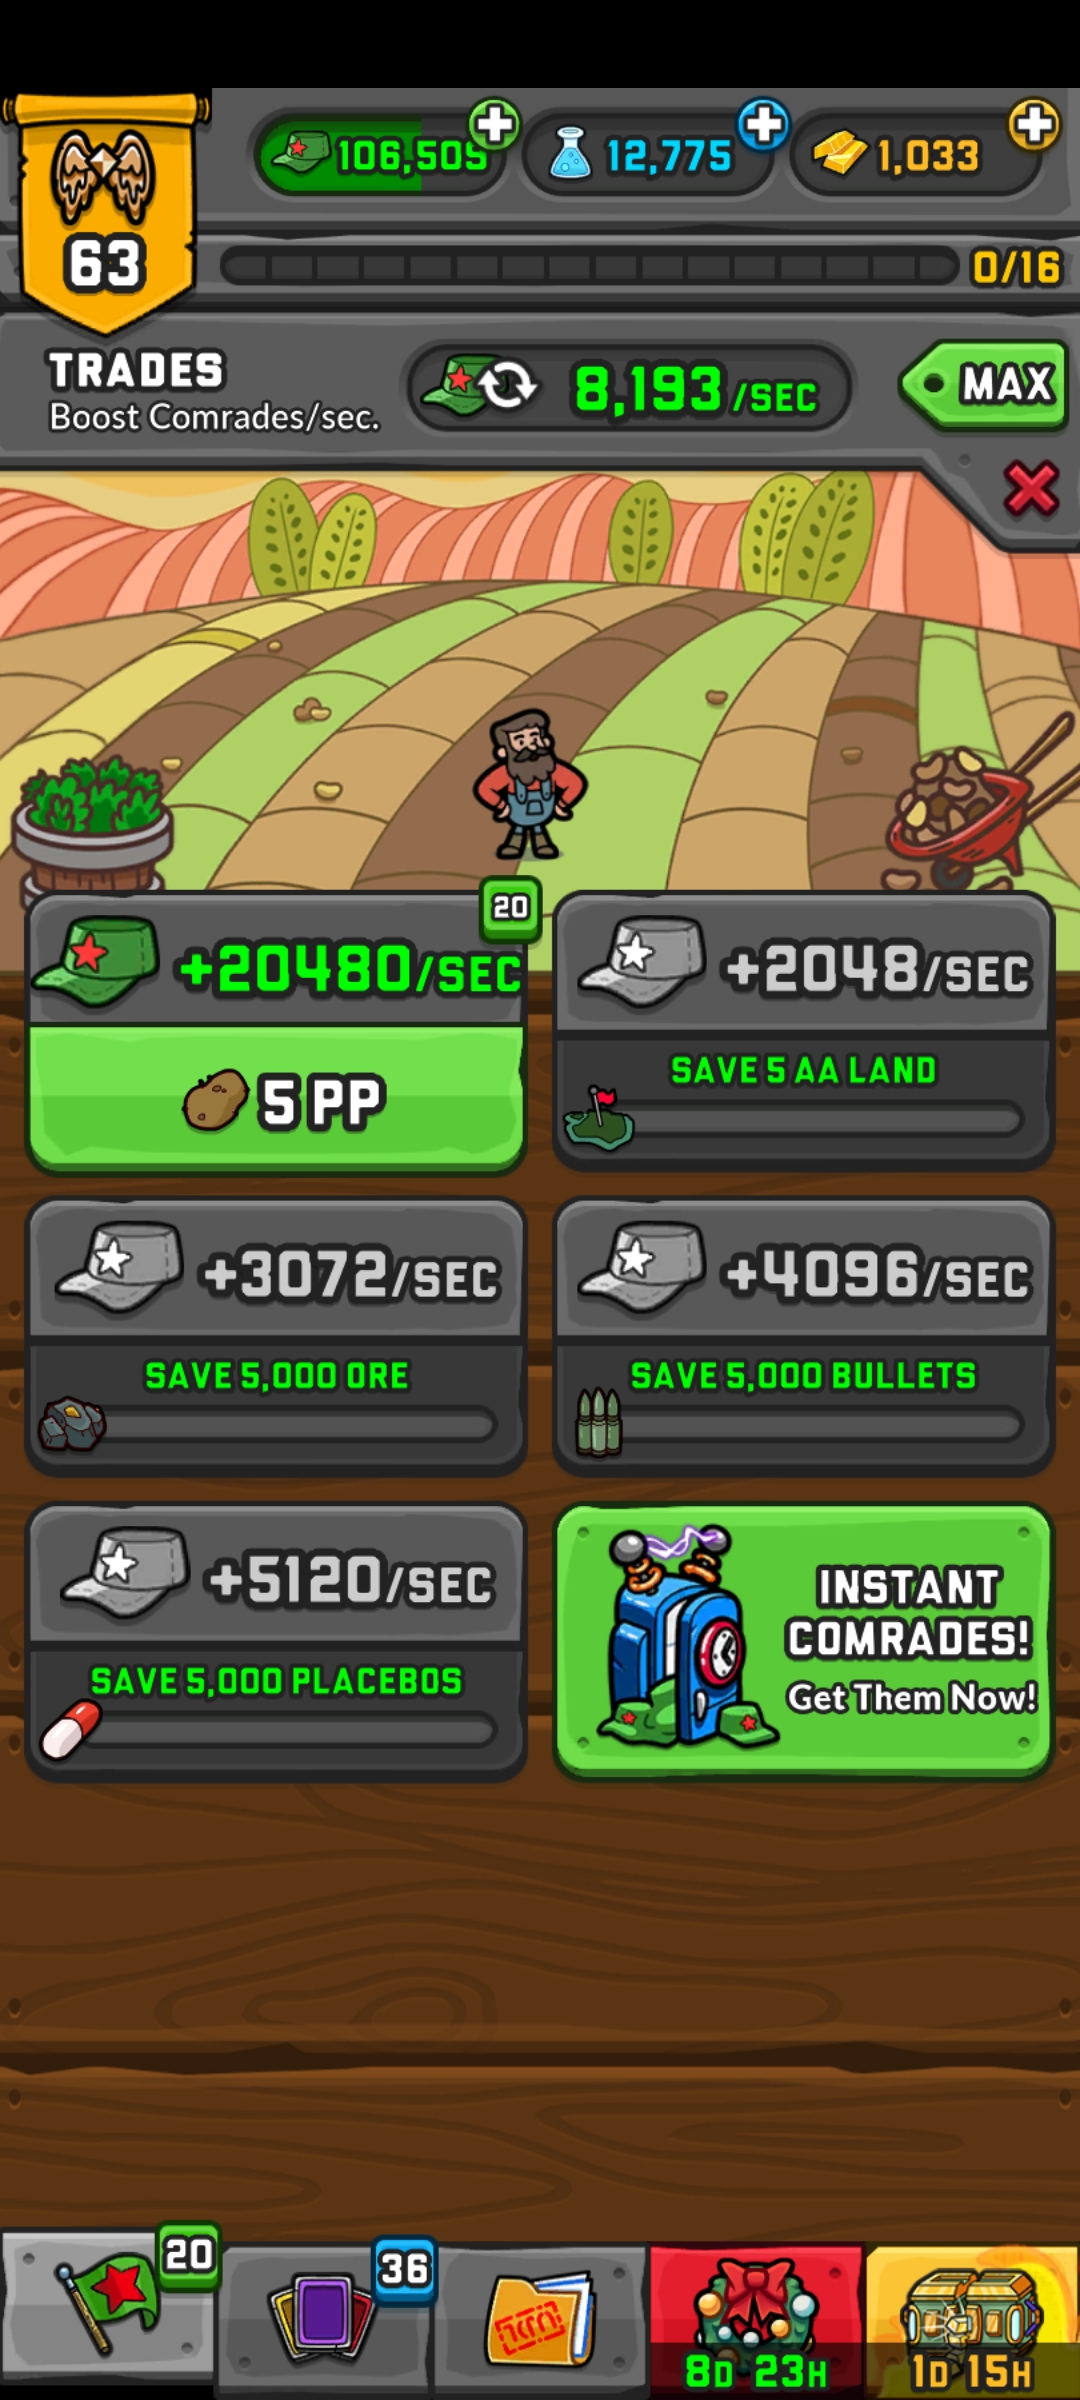 106,509
12,775
1,033
63
0/16
TRADES
Boost Comrades/sec.
8,193 /SEC
MAX
20
+20480/SEC
5 PP
+2048/SEC
SAVE 5 AA LAND
+3072/SEC
SAVE 5,000 ORE
+4096/SEC
SAVE 5,000 BULLETS
+5120/SEC
SAVE 5,000 PLACEBOS
INSTANT
COMRADES!
Get Them Now!
20
36
8D 23H
1D 15H